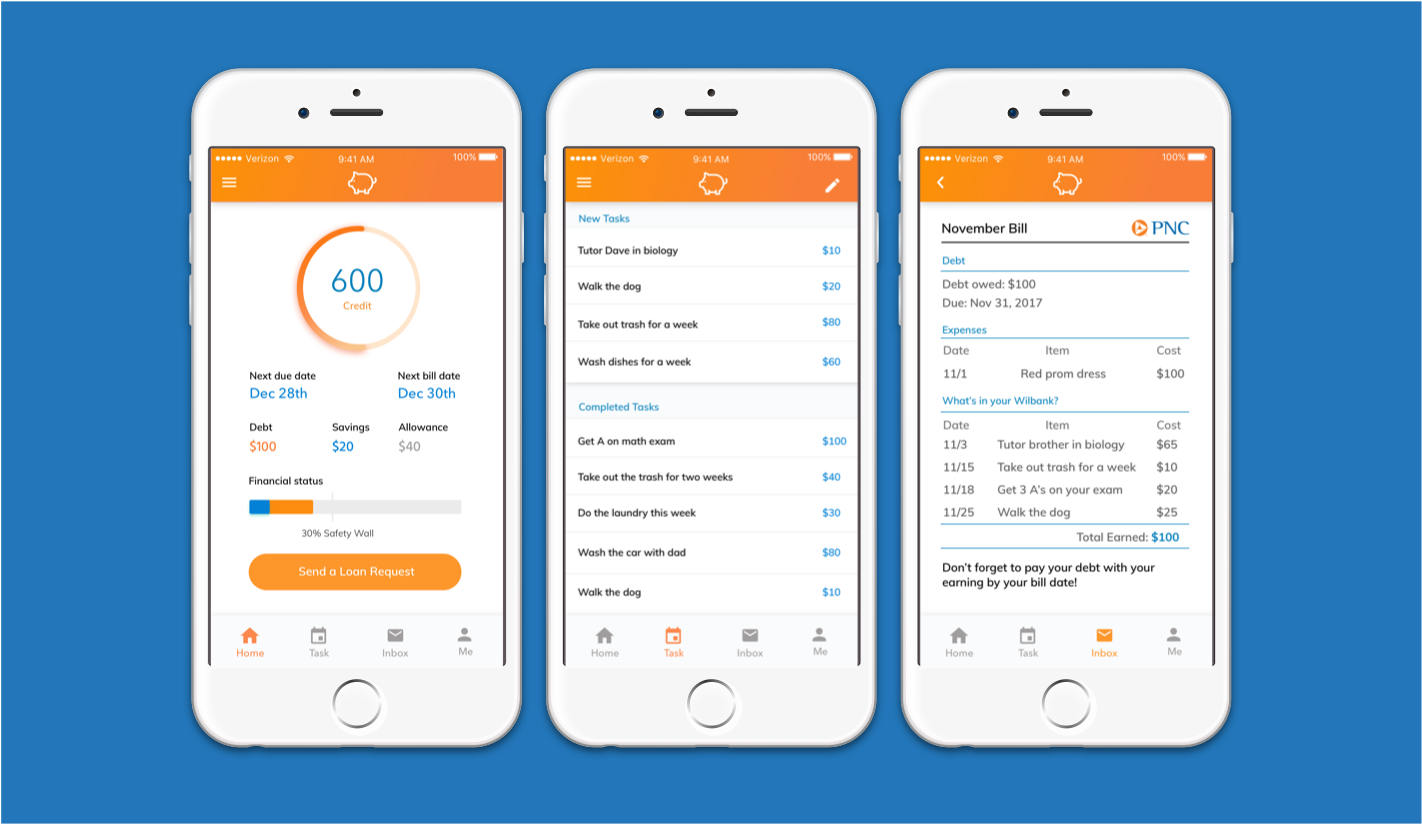 Verizon 9:41 AM 100%
600
Credit
Next due date Next bill date
Dec 28th Dec 30th
Debt Savings Allowance
$100 $20 $40
Financial status
30% Safety Wall
Send a Loan Request
Home Task Inbox Me
Verizon 9:41 AM 100%
New Tasks
Tutor Dave in biology $10
Walk the dog $20
Take out trash for a week $80
Wash dishes for a week $60
Completed Tasks
Get A on math exam $100
Take out the trash for two weeks $40
Do the laundry this week $30
Wash the car with dad $80
Walk the dog $10
Home Task Inbox Me
Verizon 9:41 AM 100%
November Bill PNC
Debt
Debt owed: $100
Due: Nov 31, 2017
Expenses
Date Item Cost
11/1 Red prom dress $100
What's in your Wilbank?
Date Item Cost
11/3 Tutor brother in biology $65
11/15 Take out trash for a week $10
11/18 Get 3 A's on your exam $20
11/25 Walk the dog $25
Total Earned: $100
Don't forget to pay your debt with your
earning by your bill date!
Home Task Inbox Me